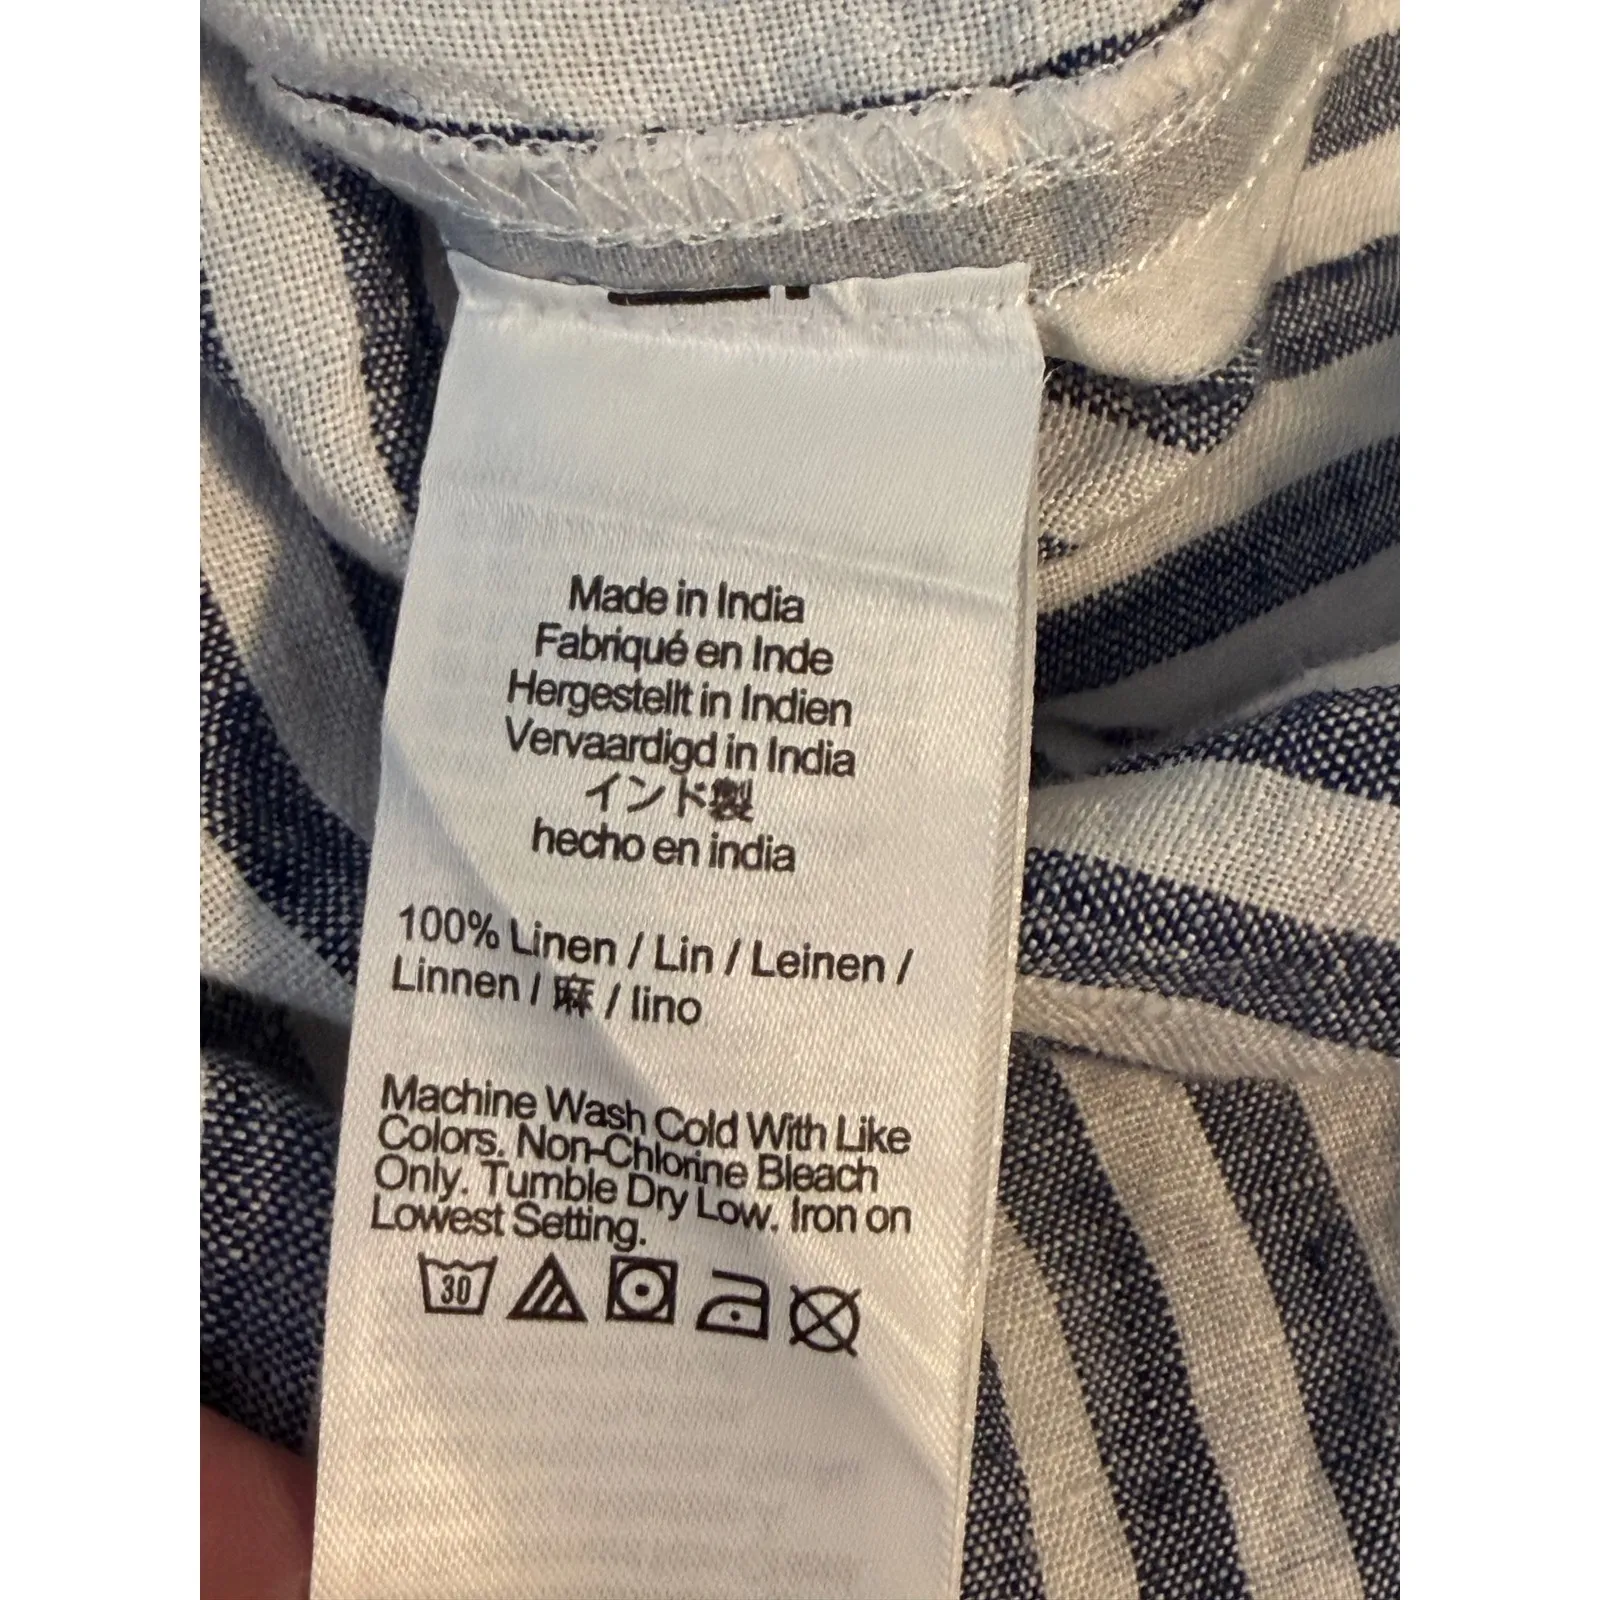 Made in India
Fabriqué en Inde
Hergestellt in Indien
Vervaardigd in India
インド製
hecho en india
100% Linen / Lin / Leinen /
Linnen / 麻 / lino
Machine Wash Cold With Like
Colors. Non-Chlorine Bleach
Only. Tumble Dry Low. Iron on
Lowest Setting.
30